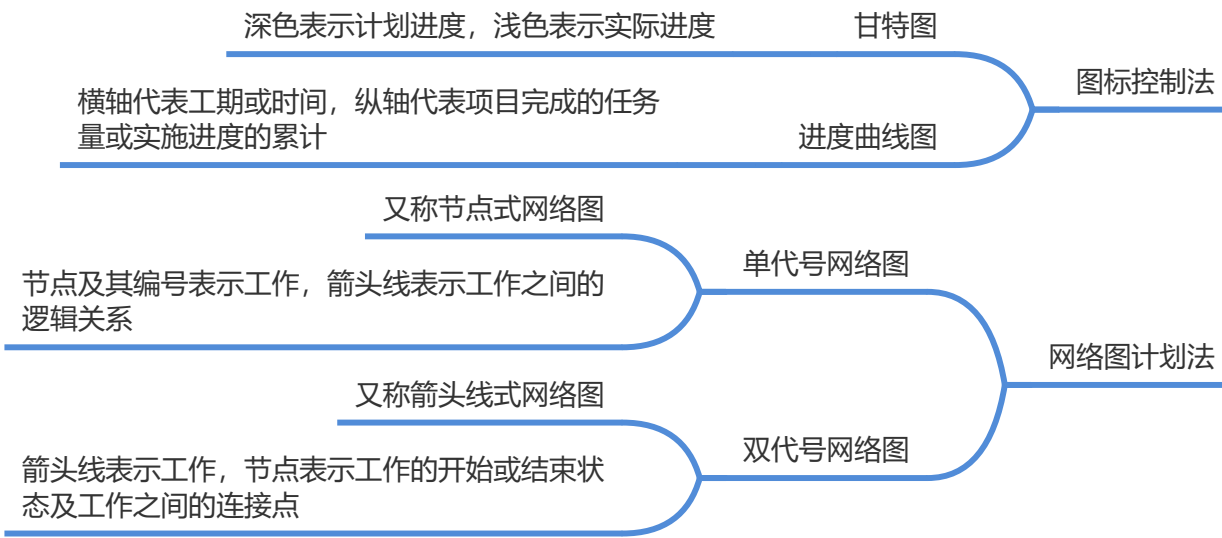 深色表示计划进度，浅色表示实际进度
甘特图
图标控制法
横轴代表工期或时间，纵轴代表项目完成的任务
量或实施进度的累计
进度曲线图
又称节点式网络图
单代号网络图
节点及其编号表示工作，箭头线表示工作之间的
逻辑关系
网络图计划法
又称箭头线式网络图
双代号网络图
箭头线表示工作，节点表示工作的开始或结束状
态及工作之间的连接点